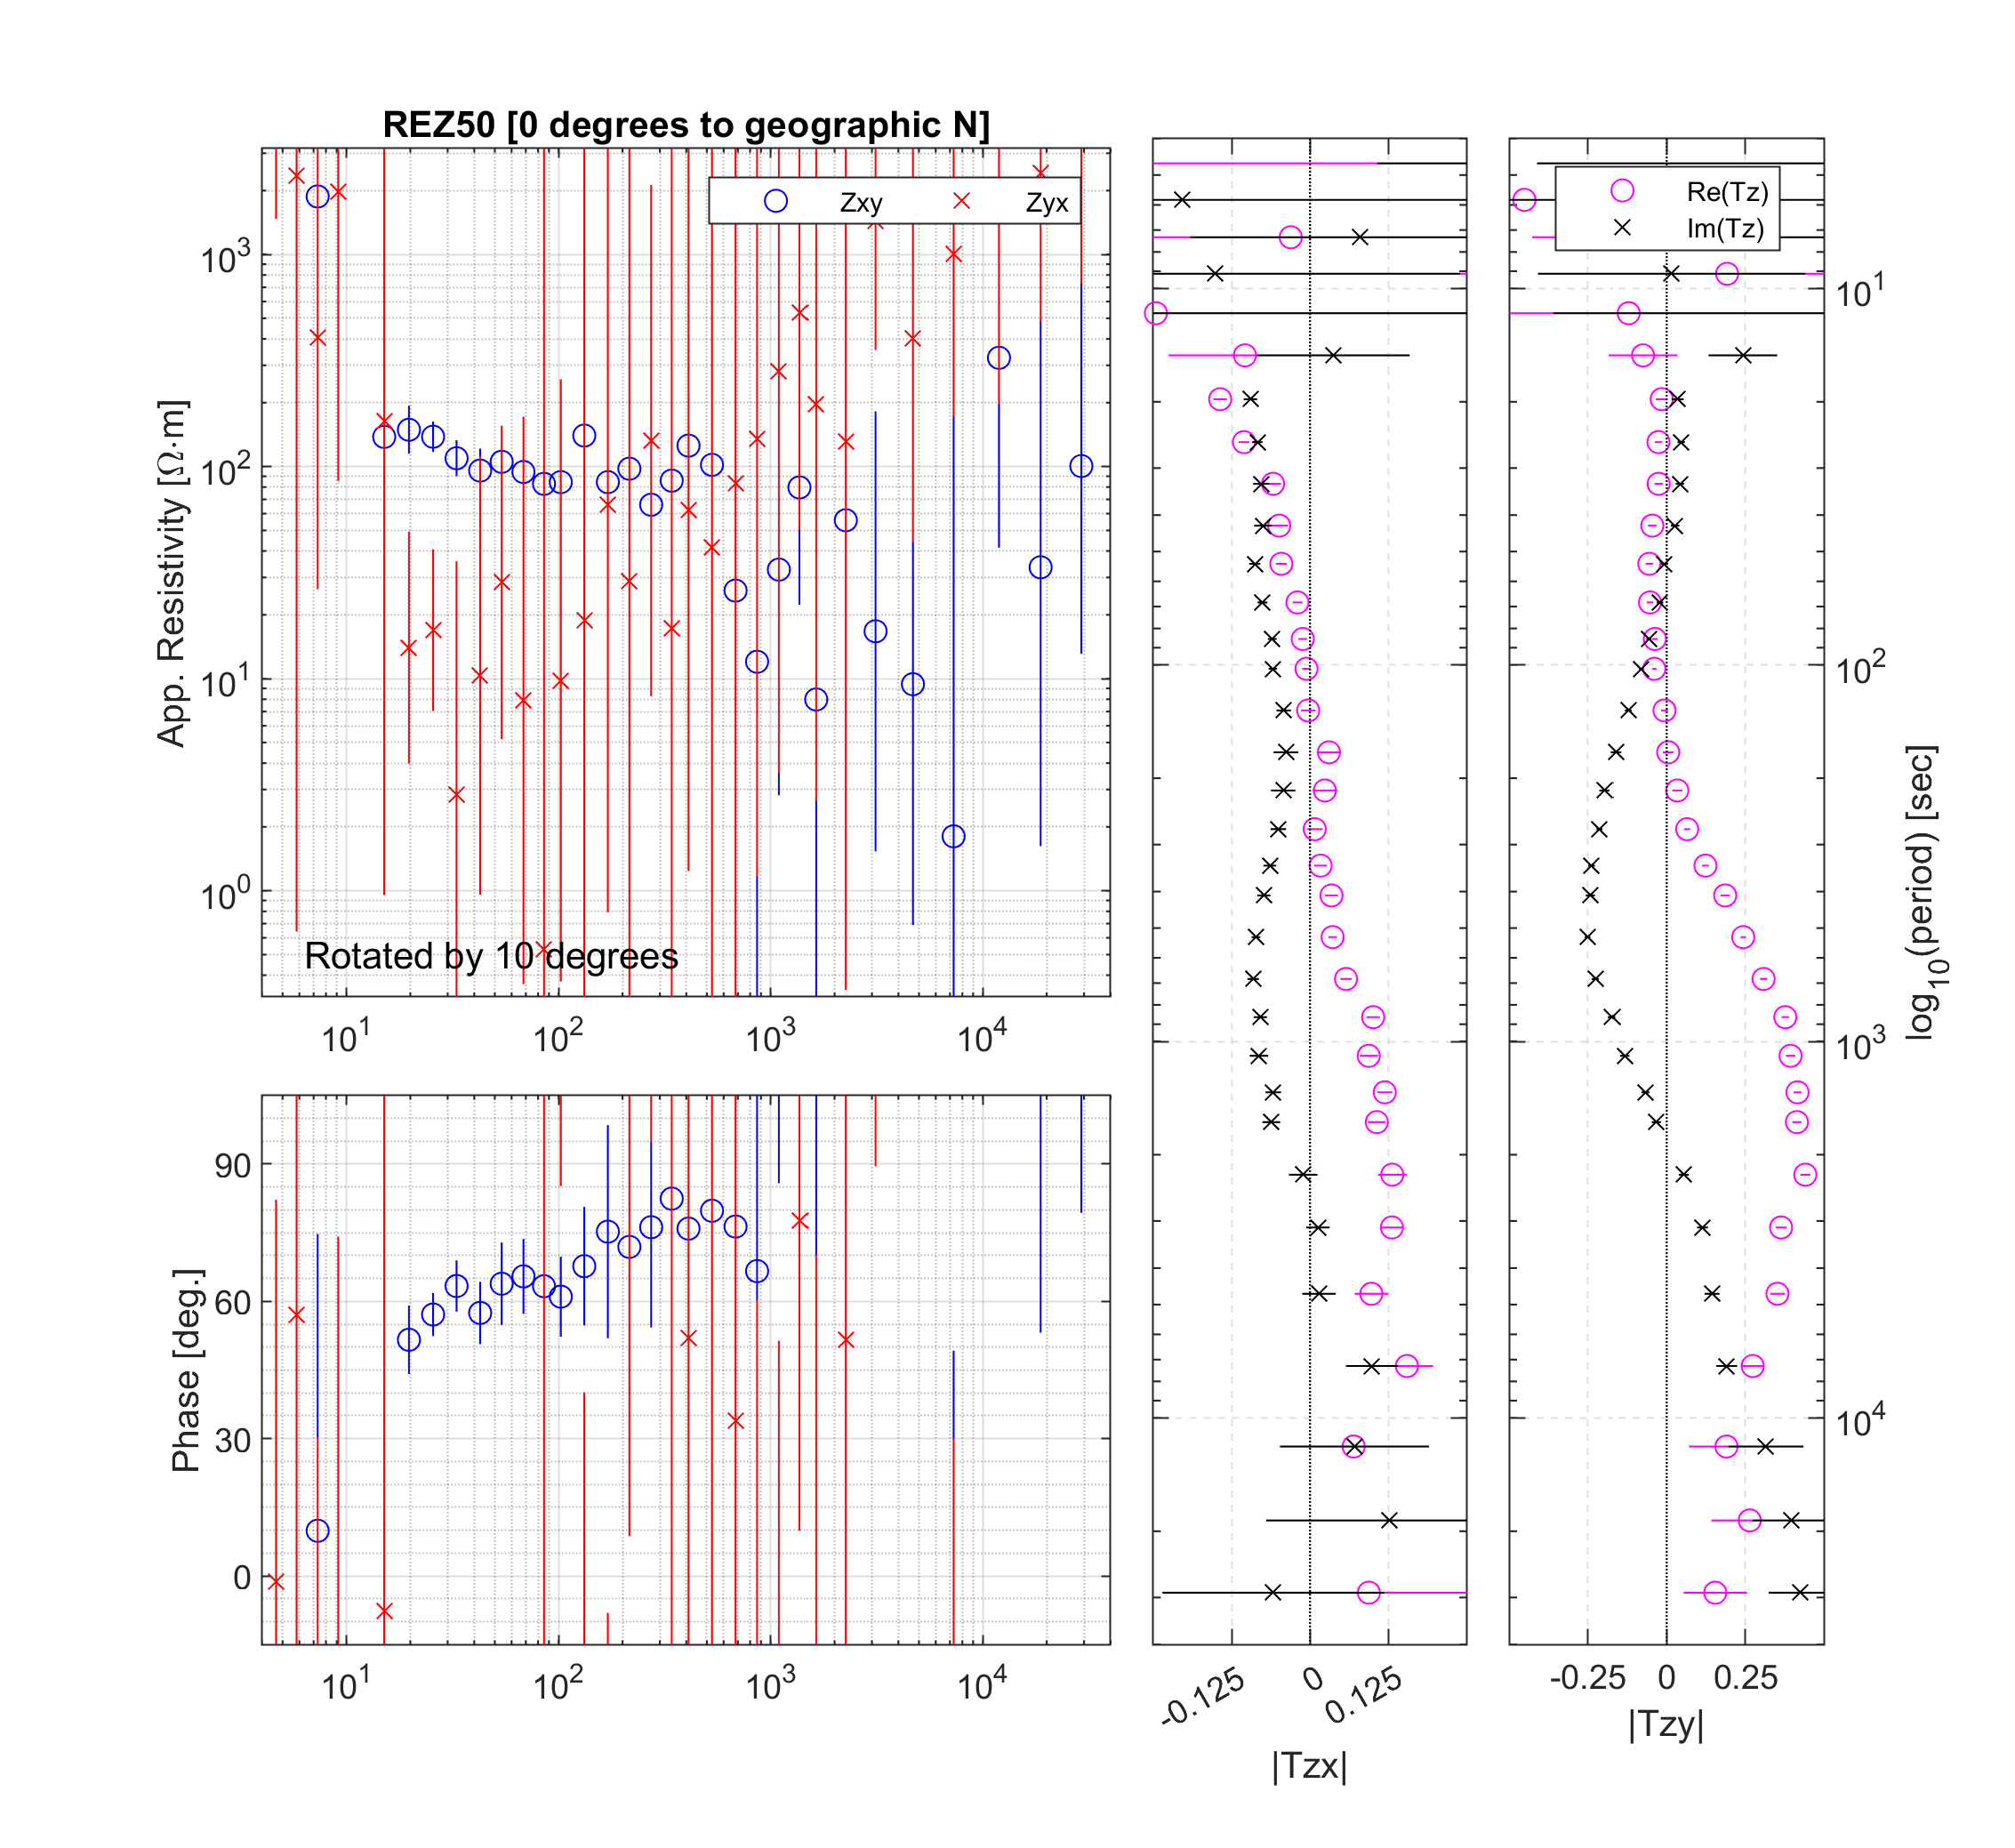 REZ50 [0 degrees to geographic N]
Zxy Zyx
App. Resistivity [Ω·m]
10^3
10^2
10^1
10^0
Rotated by 10 degrees
10^1 10^2 10^3 10^4
Phase [deg.]
90
60
30
0
10^1 10^2 10^3 10^4
-0.125 0 0.125
|Tzx|
Re(Tz)
Im(Tz)
10^1
10^2
10^3
10^4
log_10(period) [sec]
-0.25 0 0.25
|Tzy|